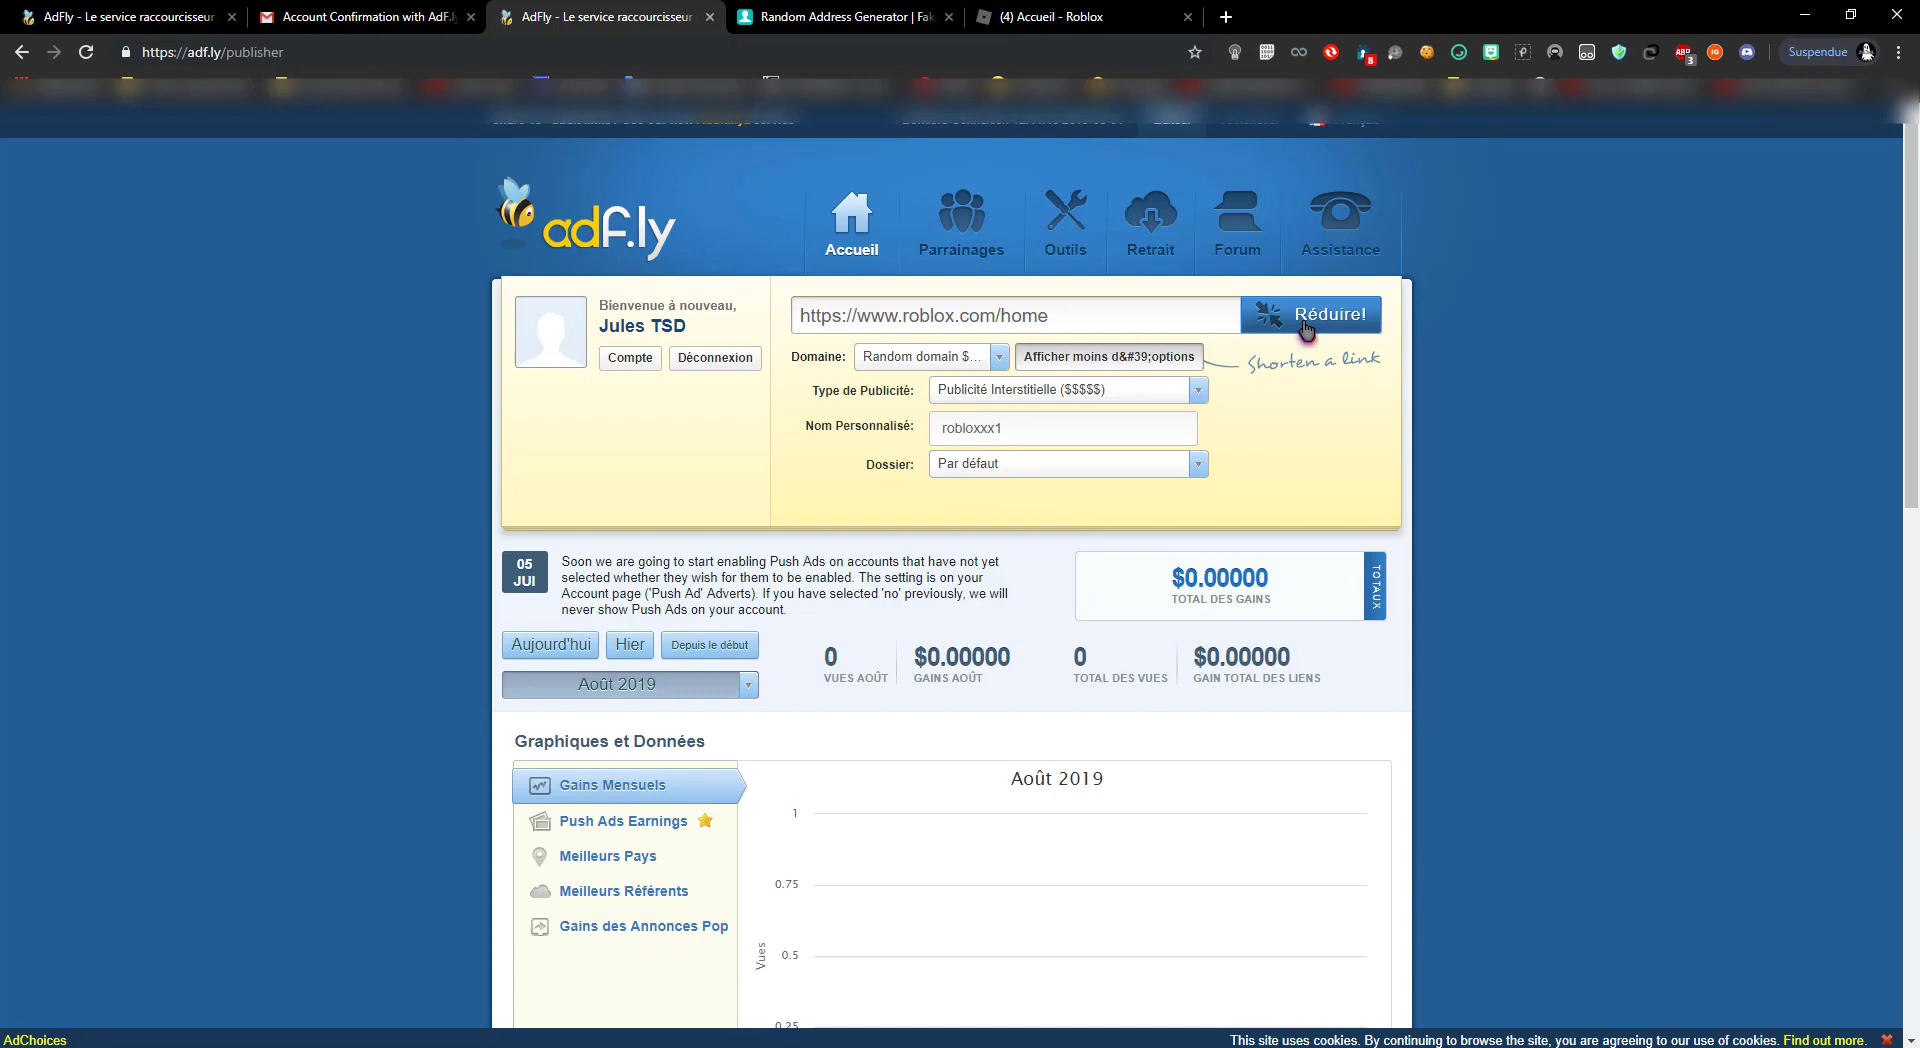 AdFly - Le service raccourcisseur
Account Confirmation with AdF.ly
AdFly - Le service raccourcisseur
Random Address Generator | Fak
(4) Accueil - Roblox
https://adf.ly/publisher
8
ABP
3
IG
Suspendue
adf.ly
Accueil
Parrainages
Outils
Retrait
Forum
Assistance
Bienvenue à nouveau,
Jules TSD
Compte
Déconnexion
https://www.roblox.com/home
Réduire!
Domaine:
Random domain $...
Afficher moins d&#39;options
Shorten a link
Type de Publicité:
Publicité Interstitielle ($$$$$)
Nom Personnalisé:
robloxxx1
Dossier:
Par défaut
05
JUI
Soon we are going to start enabling Push Ads on accounts that have not yet
selected whether they wish for them to be enabled. The setting is on your
Account page ('Push Ad' Adverts). If you have selected 'no' previously, we will
never show Push Ads on your account.
$0.00000
TOTAL DES GAINS
TOTAUX
Aujourd'hui
Hier
Depuis le début
Août 2019
0
VUES AOÛT
$0.00000
GAINS AOÛT
0
TOTAL DES VUES
$0.00000
GAIN TOTAL DES LIENS
Graphiques et Données
Gains Mensuels
Push Ads Earnings
Meilleurs Pays
Meilleurs Référents
Gains des Annonces Pop
Août 2019
1
0.75
0.5
0.25
Vues
AdChoices
This site uses cookies. By continuing to browse the site, you are agreeing to our use of cookies. Find out more.